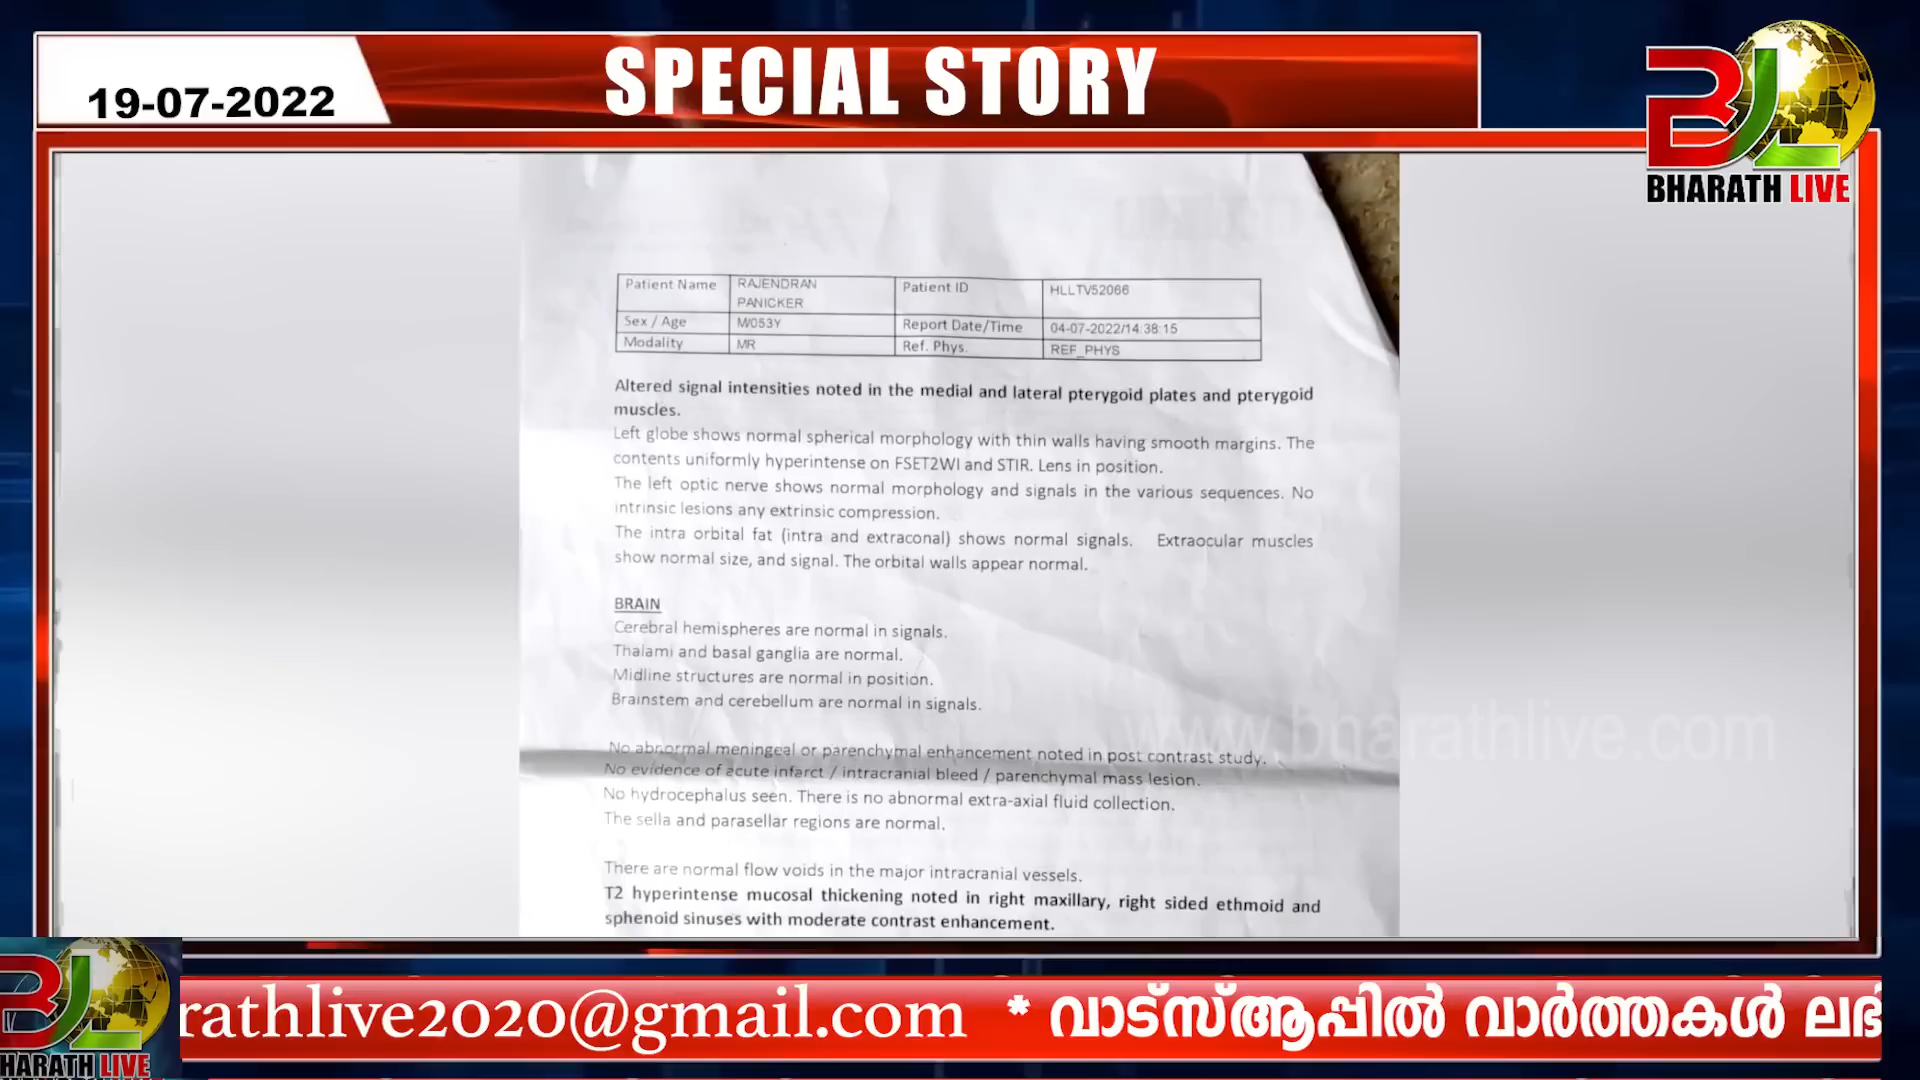 19-07-2022
SPECIAL STORY
BL
BHARATH LIVE
Patient Name
RAJENDRAN
PANICKER
Patient ID
HLLTV52066
Sex / Age
M/053Y
Report Date/Time
04-07-2022/14:38:15
Modality
MR
Ref. Phys.
REF_PHYS
Altered signal intensities noted in the medial and lateral pterygoid plates and pterygoid
muscles.
Left globe shows normal spherical morphology with thin walls having smooth margins. The
contents uniformly hyperintense on FSET2WI and STIR. Lens in position.
The left optic nerve shows normal morphology and signals in the various sequences. No
intrinsic lesions any extrinsic compression.
The intra orbital fat (intra and extraconal) shows normal signals. Extraocular muscles
show normal size, and signal. The orbital walls appear normal.
BRAIN
Cerebral hemispheres are normal in signals.
Thalami and basal ganglia are normal.
Midline structures are normal in position.
Brainstem and cerebellum are normal in signals.
www.bharathlive.com
No abnormal meningeal or parenchymal enhancement noted in post contrast study.
No evidence of acute infarct / intracranial bleed / parenchymal mass lesion.
No hydrocephalus seen. There is no abnormal extra-axial fluid collection.
The sella and parasellar regions are normal.
There are normal flow voids in the major intracranial vessels.
T2 hyperintense mucosal thickening noted in right maxillary, right sided ethmoid and
sphenoid sinuses with moderate contrast enhancement.
BL
HARATH LIVE
rathlive2020@gmail.com * വാട്സ്ആപ്പിൽ വാർത്തകൾ